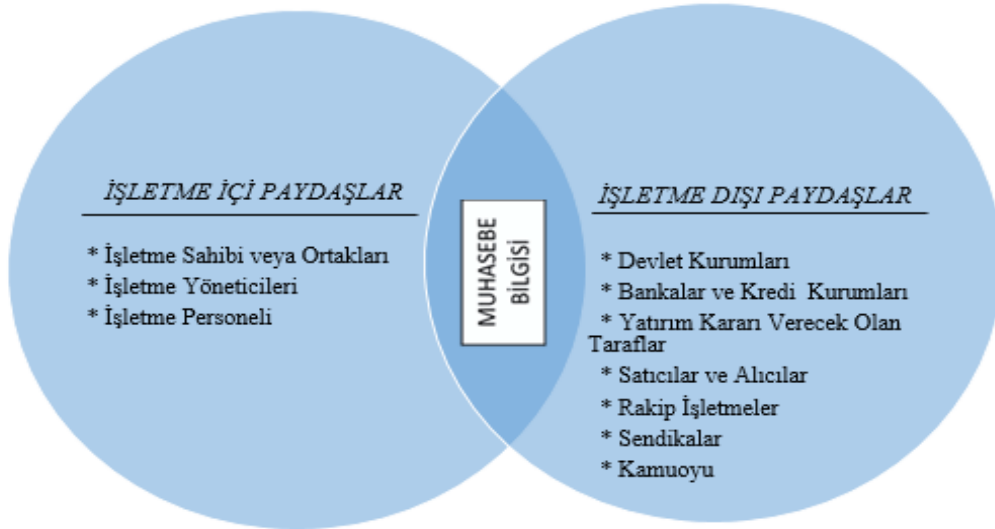 İŞLETME İÇİ PAYDAŞLAR
* İşletme Sahibi veya Ortakları
* İşletme Yöneticileri
* İşletme Personeli
MUHASEBE
BİLGİSİ
İŞLETME DIŞI PAYDAŞLAR
* Devlet Kurumları
* Bankalar ve Kredi Kurumları
* Yatırım Kararı Verecek Olan
Taraflar
* Satıcılar ve Alıcılar
* Rakip İşletmeler
* Sendikalar
* Kamuoyu